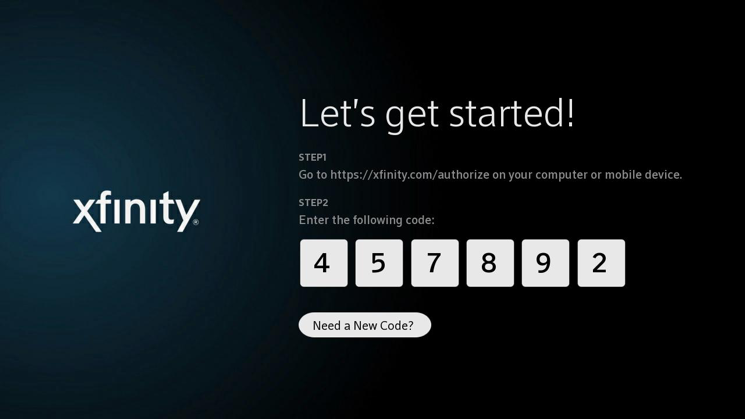 Let's get started!
STEP1
Go to https://xfinity.com/authorize on your computer or mobile device.
xfinity®
STEP2
Enter the following code:
4 5 7 8 9 2
Need a New Code?